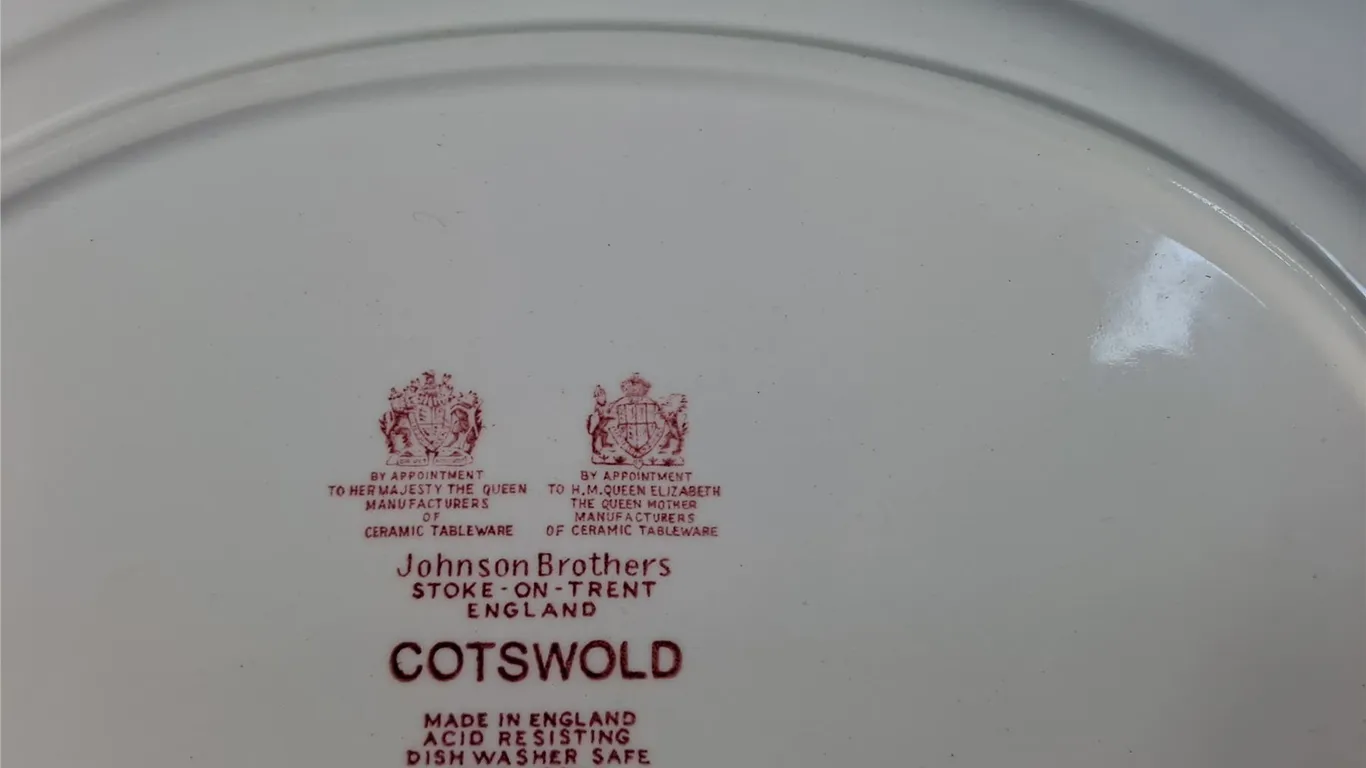 BY APPOINTMENT
TO HER MAJESTY THE QUEEN
MANUFACTURERS
OF
CERAMIC TABLEWARE
BY APPOINTMENT
TO H.M. QUEEN ELIZABETH
THE QUEEN MOTHER
MANUFACTURERS
OF CERAMIC TABLEWARE
Johnson Brothers
STOKE-ON-TRENT
ENGLAND
COTSWOLD
MADE IN ENGLAND
ACID RESISTING
DISH WASHER SAFE